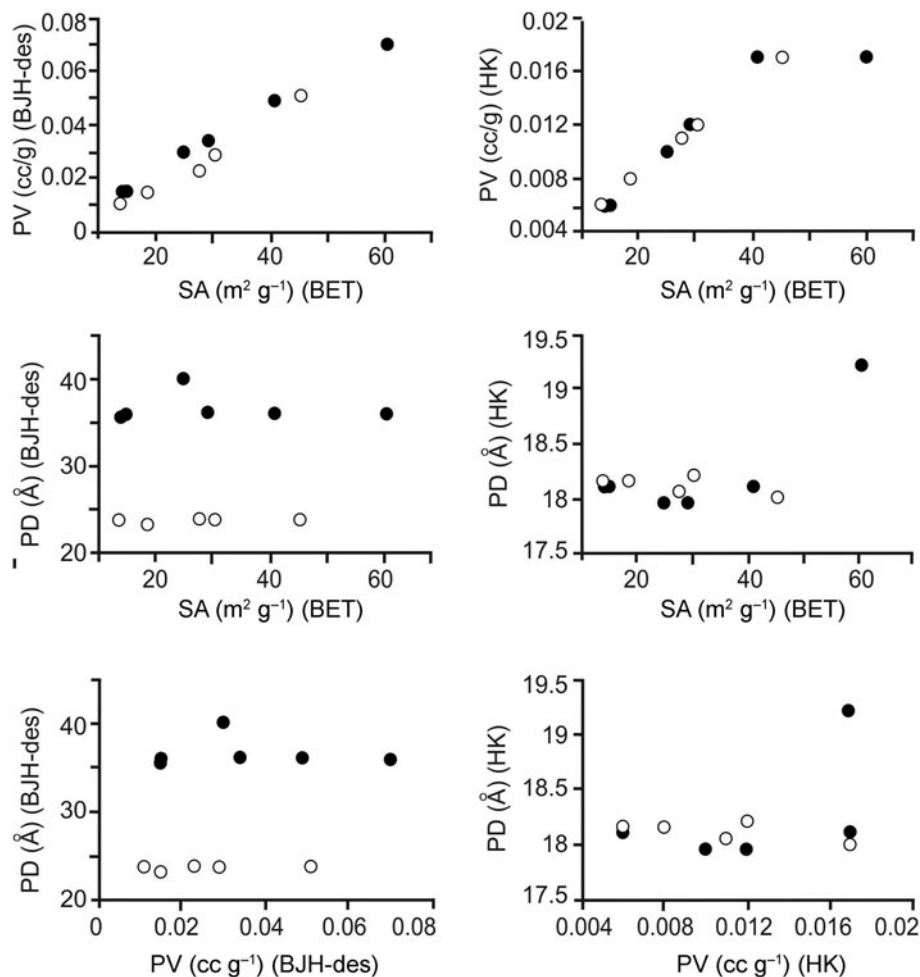 PV (cc/g) (BJH-des)
0.08
0.06
0.04
0.02
0
20 40 60
SA (m² g⁻¹) (BET)
PV (cc/g) (HK)
0.02
0.016
0.012
0.008
0.004
20 40 60
SA (m² g⁻¹) (BET)
PD (Å) (BJH-des)
40
30
20
20 40 60
SA (m² g⁻¹) (BET)
PD (Å) (HK)
19.5
19
18.5
18
17.5
20 40 60
SA (m² g⁻¹) (BET)
PD (Å) (BJH-des)
40
30
20
0 0.02 0.04 0.06 0.08
PV (cc g⁻¹) (BJH-des)
PD (Å) (HK)
19.5
19
18.5
18
17.5
0.004 0.008 0.012 0.016 0.02
PV (cc g⁻¹) (HK)